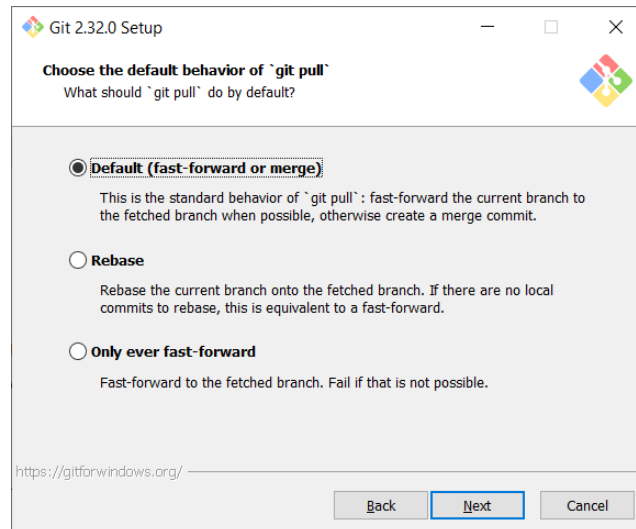 Git 2.32.0 Setup
Choose the default behavior of `git pull`
What should `git pull` do by default?
Default (fast-forward or merge)
This is the standard behavior of `git pull`: fast-forward the current branch to
the fetched branch when possible, otherwise create a merge commit.
Rebase
Rebase the current branch onto the fetched branch. If there are no local
commits to rebase, this is equivalent to a fast-forward.
Only ever fast-forward
Fast-forward to the fetched branch. Fail if that is not possible.
https://gitforwindows.org/
Back Next Cancel